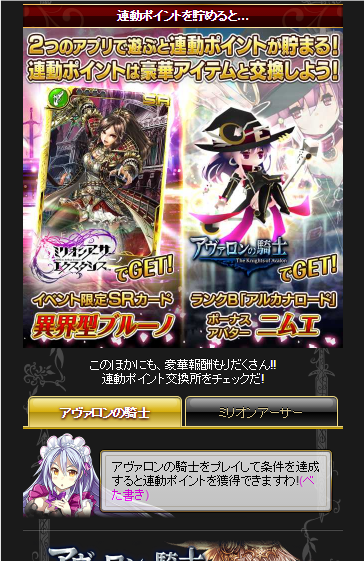 連動ポイントを貯めると…
2つのアプリで遊ぶと連動ポイントが貯まる!
連動ポイントは豪華アイテムと交換しよう!
SR
ミリオンアーサー
エクスタシス
でGET!
イベント限定SRカード
異界型ブルーノ
アヴァロンの騎士
The Knights of Avalon
でGET!
ランクB「アルカナロード」
ボーナスアバター
ニムエ
このほかにも、豪華報酬もりだくさん!!
連動ポイント交換所をチェックだ!
アヴァロンの騎士
ミリオンアーサー
アヴァロンの騎士をプレイして条件を達成
すると連動ポイントを獲得できますわ!(べ
た書き)